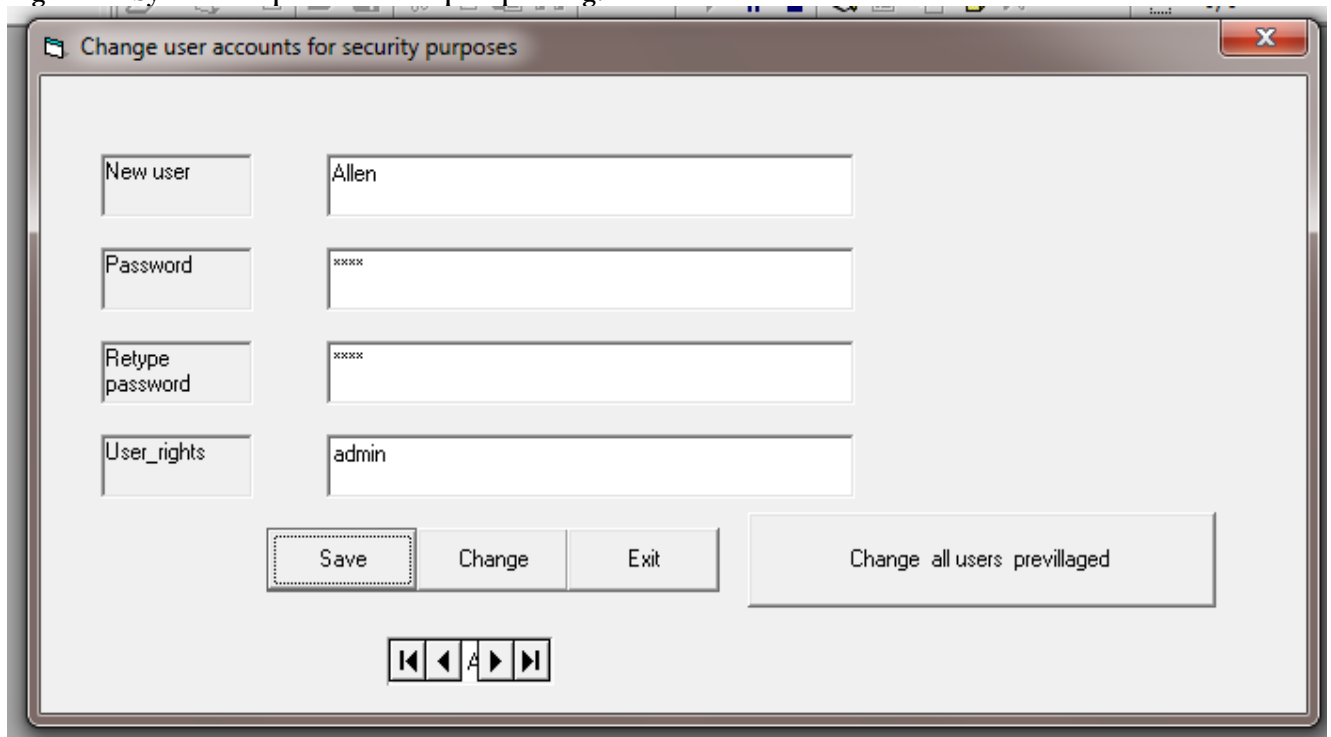 Change user accounts for security purposes
New user
Allen
Password
****
Retype
password
****
User_rights
admin
Save
Change
Exit
Change all users previllaged
A